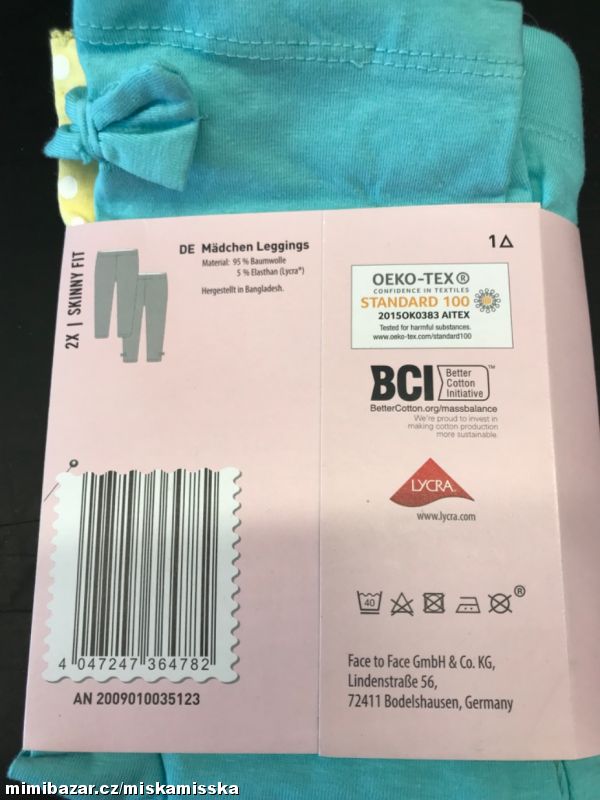 2X | SKINNY FIT
DE Mädchen Leggings
Material: 95 % Baumwolle
5 % Elasthan (Lycra®)
Hergestellt in Bangladesh.
4 047247 364782
AN 2009010035123
1△
OEKO-TEX®
CONFIDENCE IN TEXTILES
STANDARD 100
2015OK0383 AITEX
Tested for harmful substances.
www.oeko-tex.com/standard100
BCI Better
Cotton
Initiative™
BetterCotton.org/massbalance
We're proud to invest in
making cotton production
more sustainable.
LYCRA™
www.lycra.com
40 ®
Face to Face GmbH & Co. KG,
Lindenstraße 56,
72411 Bodelshausen, Germany
mimibazar.cz/miskamisska